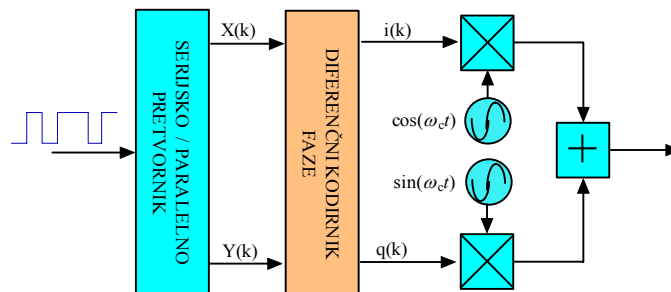 X(k)
i(k)
SERIJSKO / PARALELNO
PRETVORNIK
DIFERENČNI KODIRNIK
FAZE
cos(ωct)
+
sin(ωct)
Y(k)
q(k)